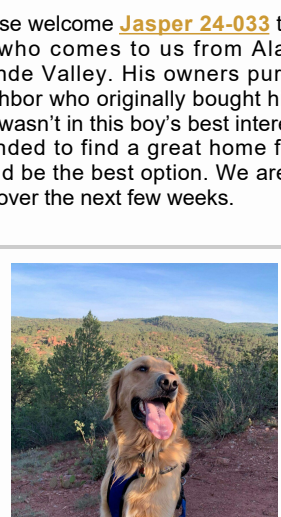 se welcome Jasper 24-033 t
who comes to us from Ala
nde Valley. His owners pur
hbor who originally bought h
wasn’t in this boy’s best inter
nded to find a great home f
d be the best option. We are
over the next few weeks.